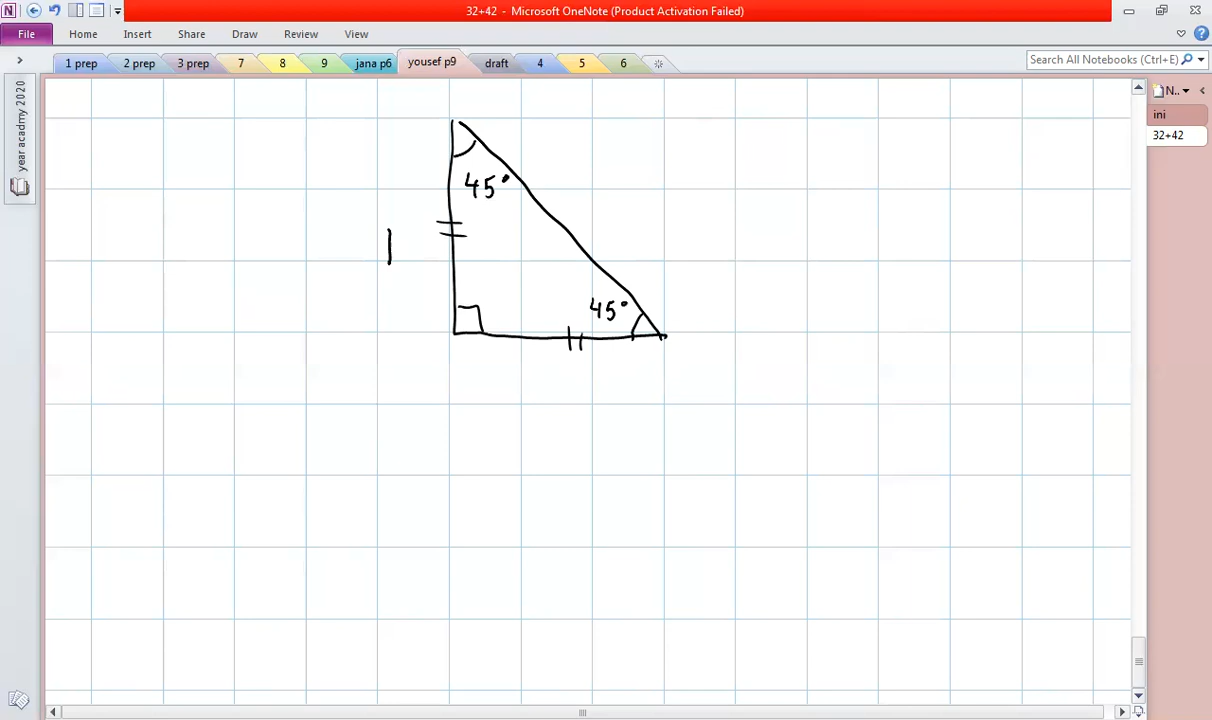 32+42 - Microsoft OneNote (Product Activation Failed)
File Home Insert Share Draw Review View
1 prep 2 prep 3 prep 7 8 9 jana p6 yousef p9 draft 4 5 6
Search All Notebooks (Ctrl+E)
year academy 2020
N..
ini
32+42
45°
1
45°